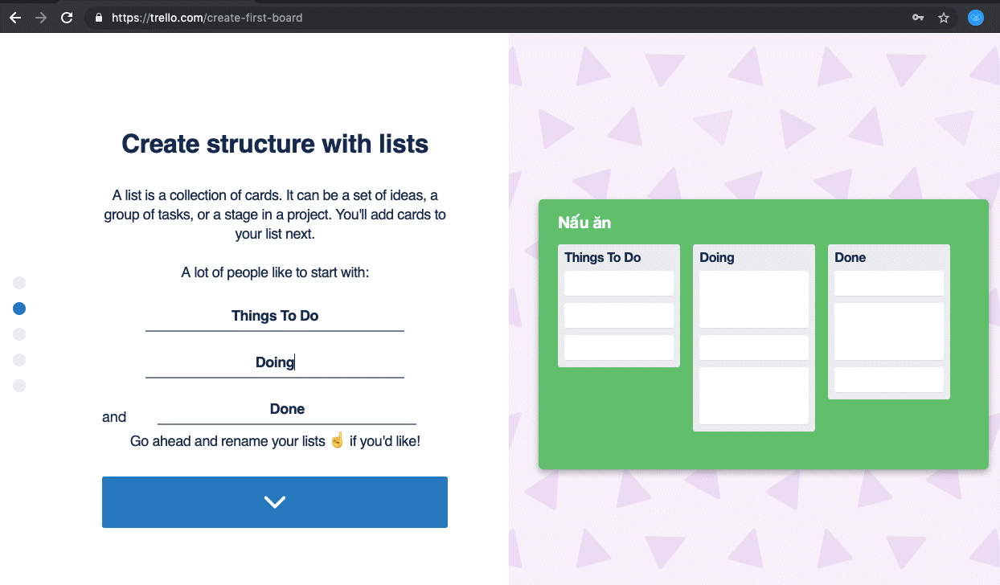 https://trello.com/create-first-board
Create structure with lists
A list is a collection of cards. It can be a set of ideas, a
group of tasks, or a stage in a project. You'll add cards to
your list next.
A lot of people like to start with:
Things To Do
Doing
and Done
Go ahead and rename your lists ☝️ if you'd like!
Nấu ăn
Things To Do
Doing
Done